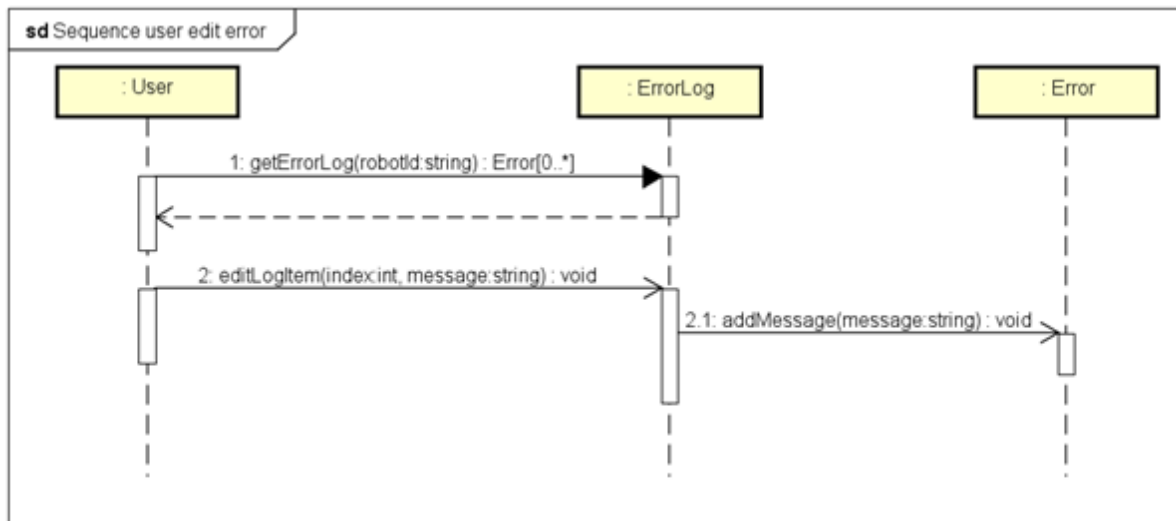 sd Sequence user edit error
: User
: ErrorLog
: Error
1: getErrorLog(robotId:string) : Error[0..*]
2: editLogItem(index:int, message:string) : void
2.1: addMessage(message:string) : void